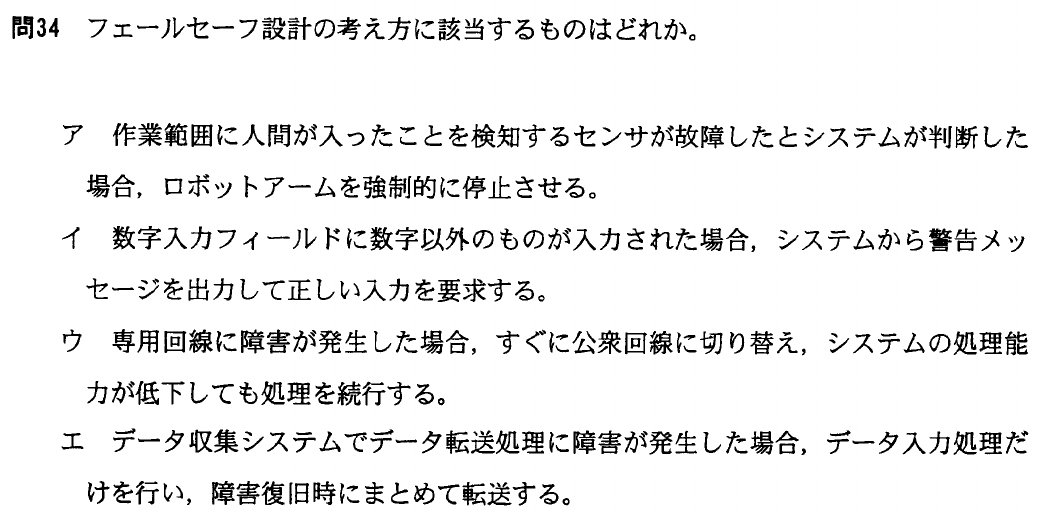 問34 フェールセーフ設計の考え方に該当するものはどれか。
ア 作業範囲に人間が入ったことを検知するセンサが故障したとシステムが判断した
場合，ロボットアームを強制的に停止させる。
イ 数字入力フィールドに数字以外のものが入力された場合，システムから警告メッ
セージを出力して正しい入力を要求する。
ウ 専用回線に障害が発生した場合，すぐに公衆回線に切り替え，システムの処理能
力が低下しても処理を続行する。
エ データ収集システムでデータ転送処理に障害が発生した場合，データ入力処理だ
けを行い，障害復旧時にまとめて転送する。